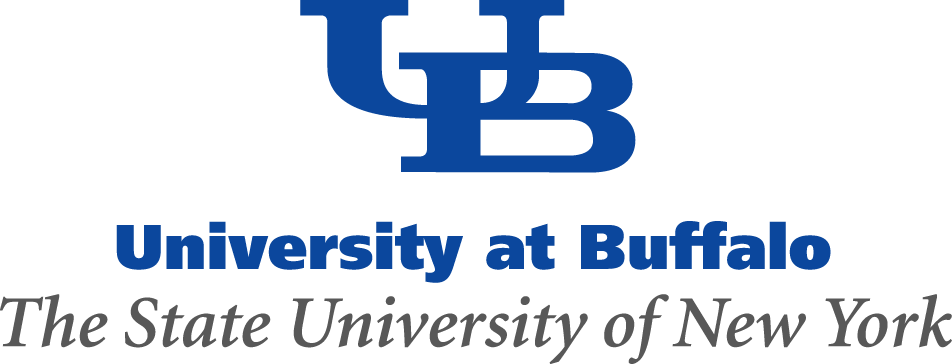 UB
University at Buffalo
The State University of New York